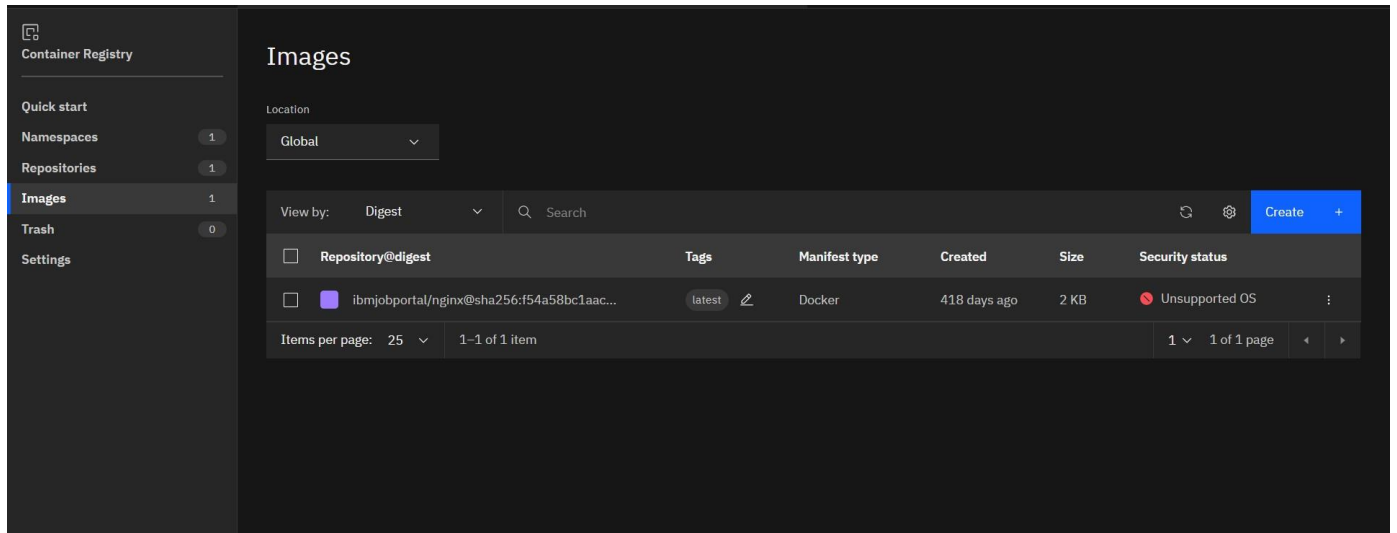 Container Registry
Quick start
Namespaces 1
Repositories 1
Images 1
Trash 0
Settings
Images
Location
Global
View by: Digest Search Create +
Repository@digest Tags Manifest type Created Size Security status
ibmjobportal/nginx@sha256:f54a58bc1aac... latest Docker 418 days ago 2 KB Unsupported OS
Items per page: 25 1–1 of 1 item 1 1 of 1 page